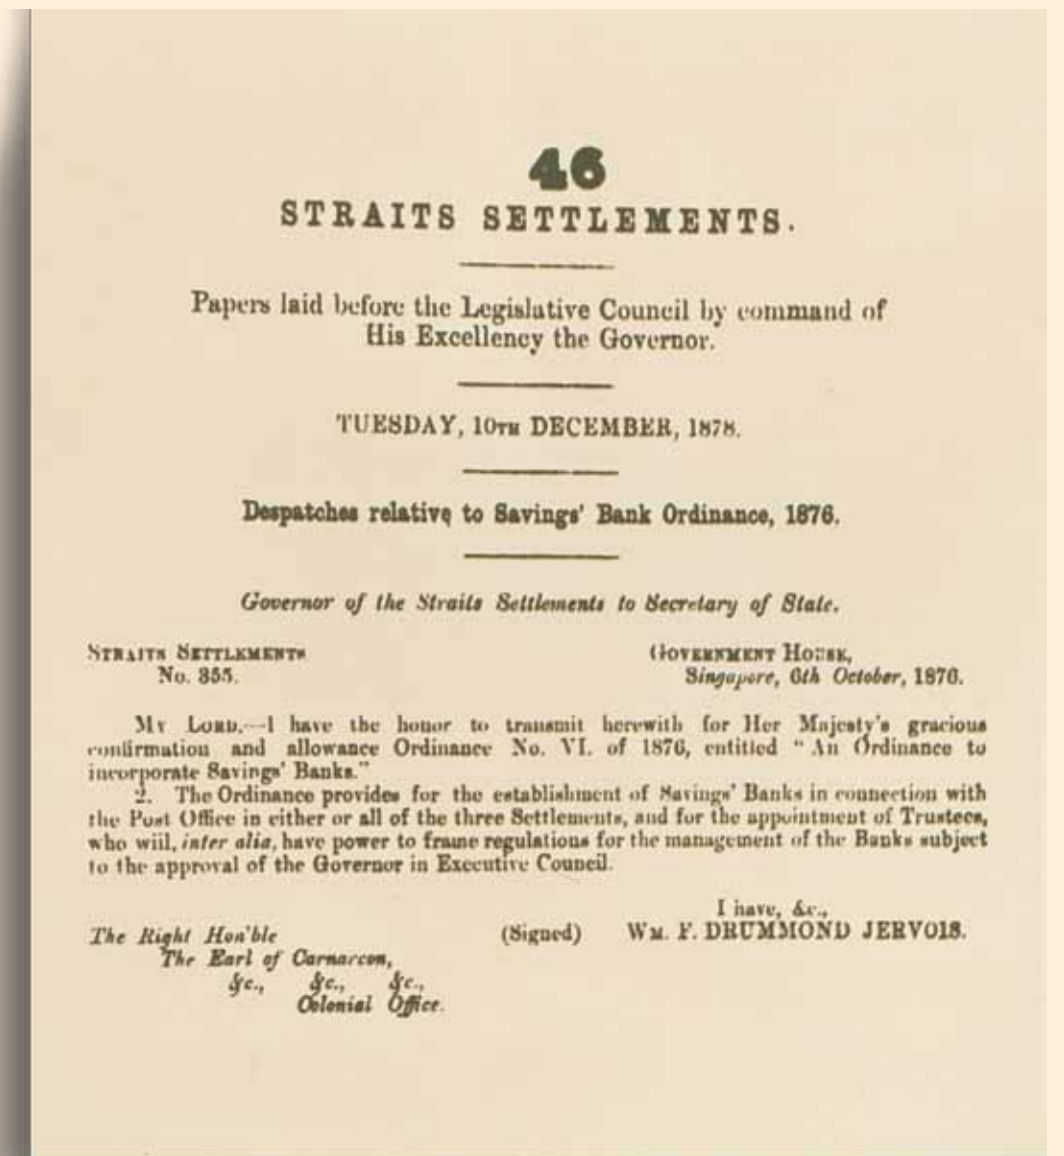 46
STRAITS SETTLEMENTS.
Papers laid before the Legislative Council by command of
His Excellency the Governor.
TUESDAY, 10TH DECEMBER, 1878.
Despatches relative to Savings' Bank Ordinance, 1876.
Governor of the Straits Settlements to Secretary of State.
STRAITS SETTLEMENTS
No. 355.
GOVERNMENT HOUSE,
Singapore, 6th October, 1876.
MY LORD,—I have the honor to transmit herewith for Her Majesty's gracious
confirmation and allowance Ordinance No. VI. of 1876, entitled "An Ordinance to
incorporate Savings' Banks."
2. The Ordinance provides for the establishment of Savings' Banks in connection with
the Post Office in either or all of the three Settlements, and for the appointment of Trustees,
who wiil, inter alia, have power to frame regulations for the management of the Banks subject
to the approval of the Governor in Executive Council.
I have, &c.,
(Signed) WM. F. DRUMMOND JERVOIS.
The Right Hon'ble
The Earl of Carnarvon,
&c., &c., &c.,
Colonial Office.